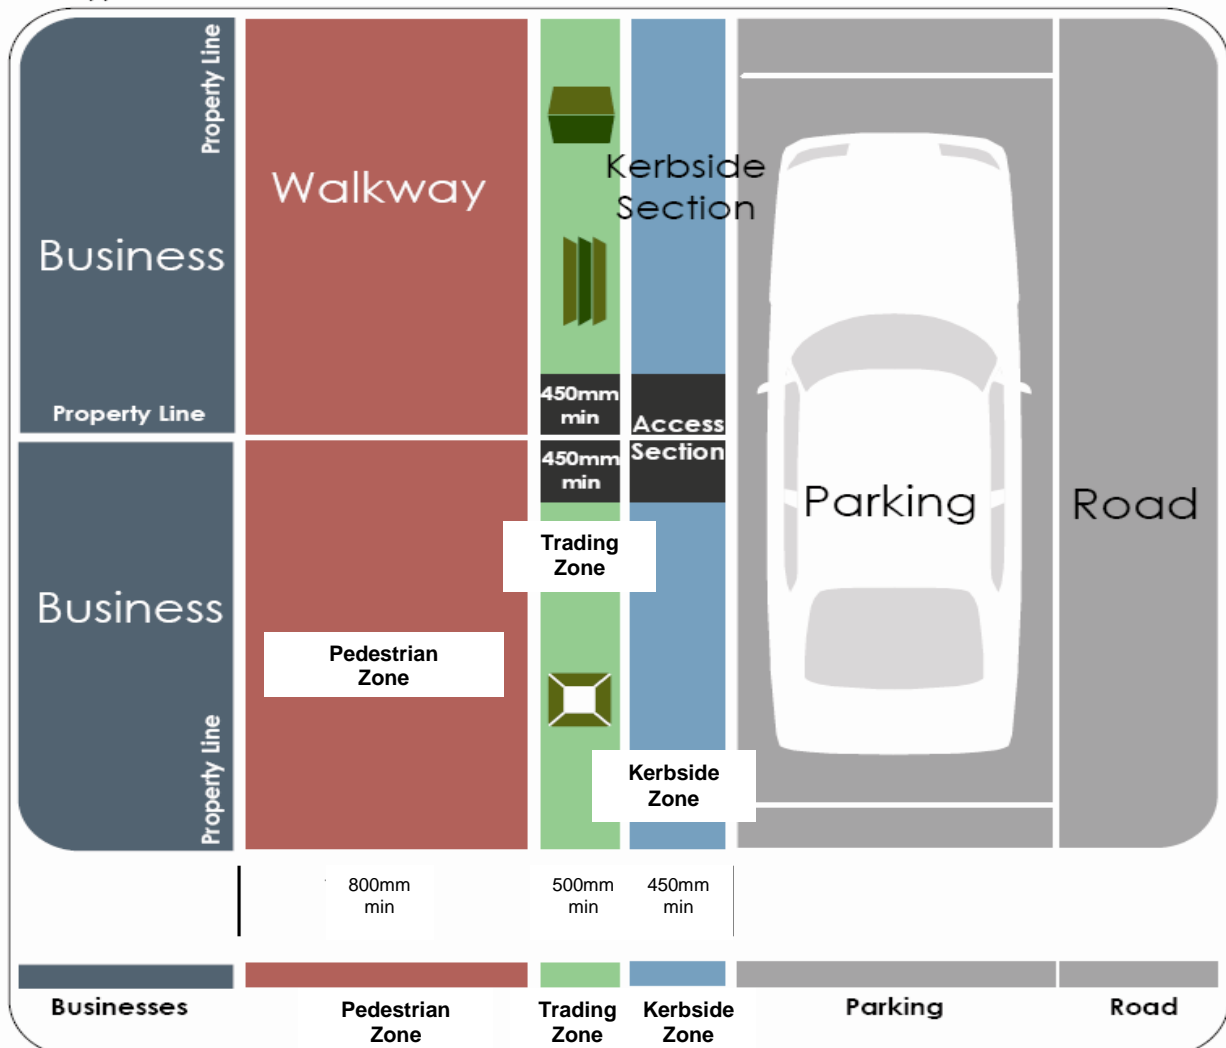 Property Line
Walkway
Kerbside
Section
Business
450mm
min
Property Line
Access
Section
450mm
min
Parking
Road
Trading
Zone
Business
Pedestrian
Zone
Property Line
Kerbside
Zone
800mm
min
500mm
min
450mm
min
Businesses
Pedestrian
Zone
Trading
Zone
Kerbside
Zone
Parking
Road